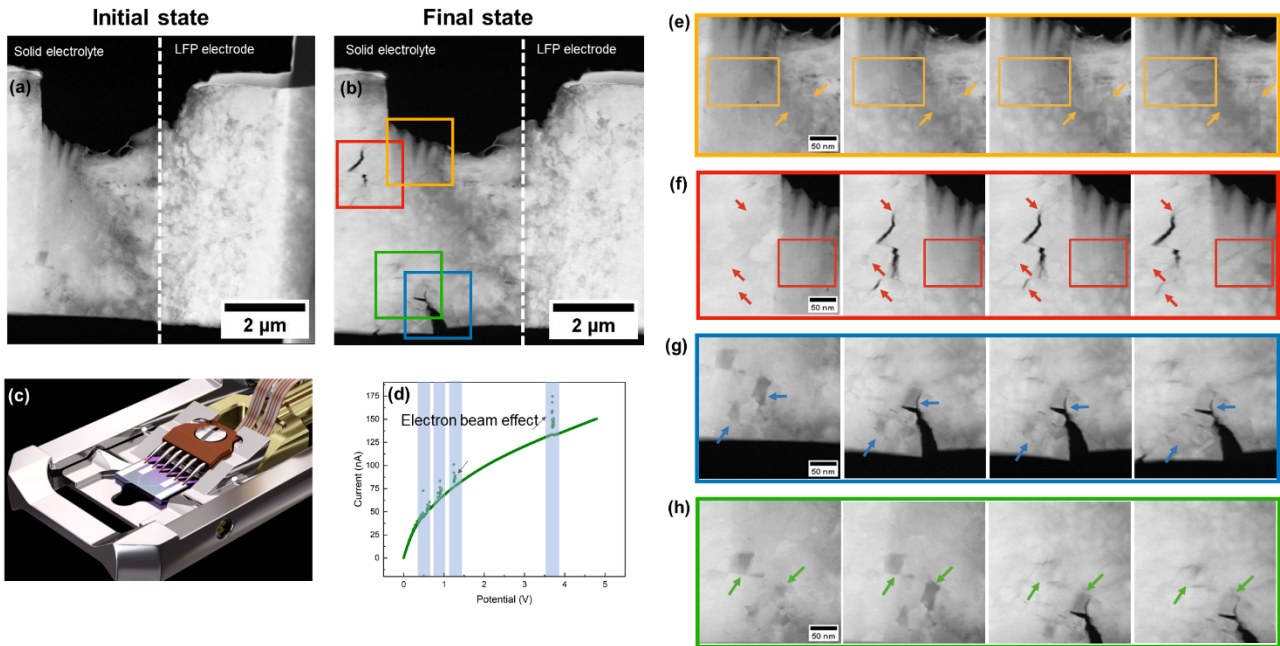 Initial state
Final state
Solid electrolyte
LFP electrode
(a)
2 µm
Solid electrolyte
LFP electrode
(b)
2 µm
(c)
(d)
Electron beam effect
175
150
125
100
75
50
25
0
Current (nA)
0 1 2 3 4 5
Potential (V)
(e)
50 nm
(f)
50 nm
(g)
50 nm
(h)
50 nm